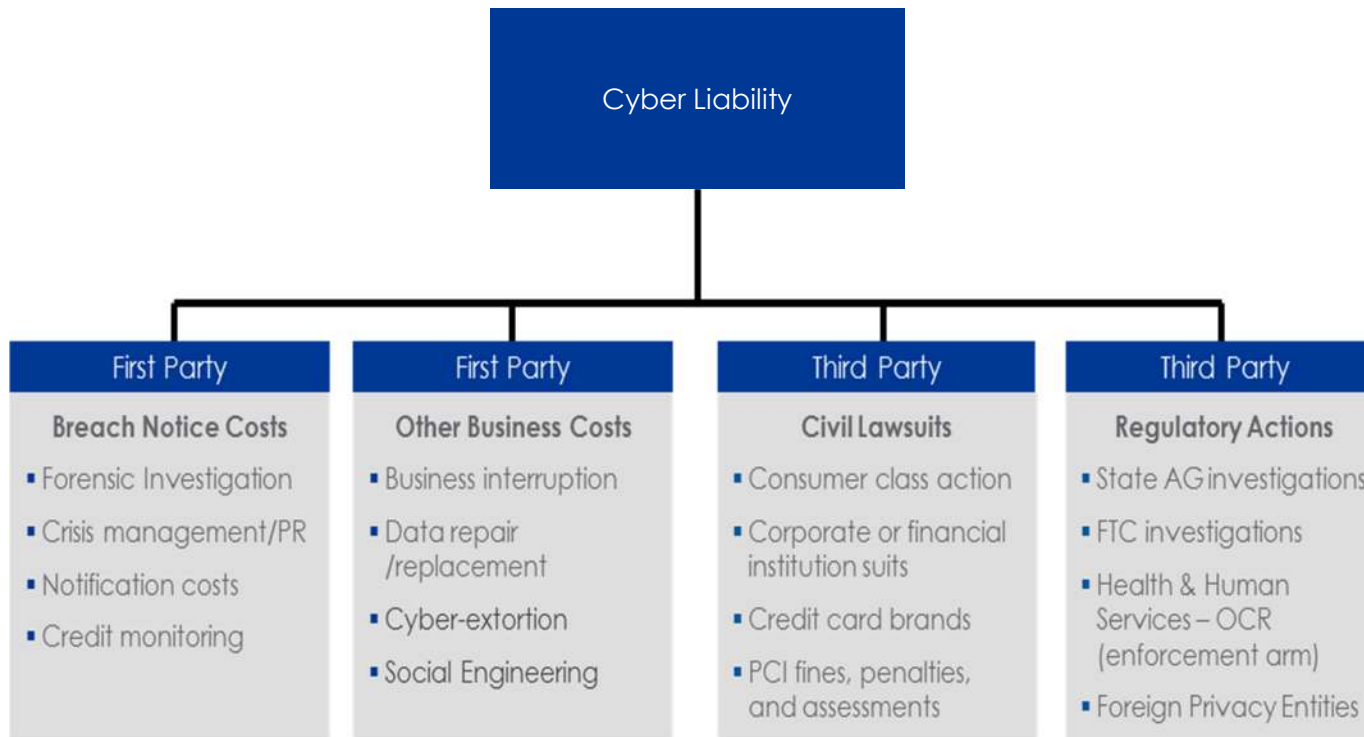 Cyber Liability
First Party
Breach Notice Costs
▪ Forensic Investigation
▪ Crisis management/PR
▪ Notification costs
▪ Credit monitoring
First Party
Other Business Costs
▪ Business interruption
▪ Data repair
/replacement
▪ Cyber-extortion
▪ Social Engineering
Third Party
Civil Lawsuits
▪ Consumer class action
▪ Corporate or financial
institution suits
▪ Credit card brands
▪ PCI fines, penalties,
and assessments
Third Party
Regulatory Actions
▪ State AG investigations
▪ FTC investigations
▪ Health & Human
Services – OCR
(enforcement arm)
▪ Foreign Privacy Entities